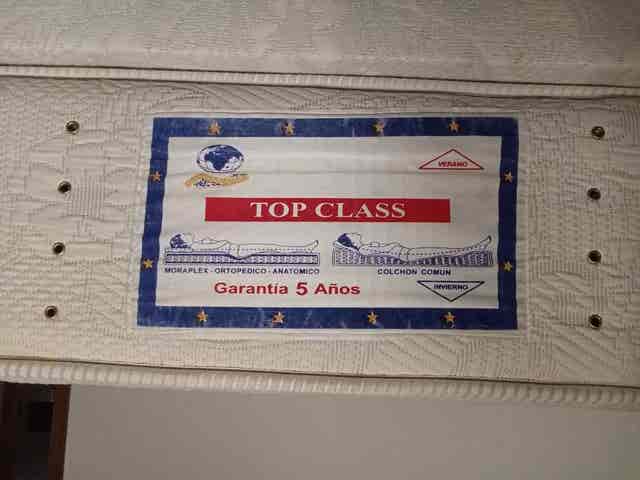 VERANO
TOP CLASS
MORAPLEX - ORTOPEDICO - ANATOMICO
COLCHON COMUN
Garantía 5 Años
INVIERNO